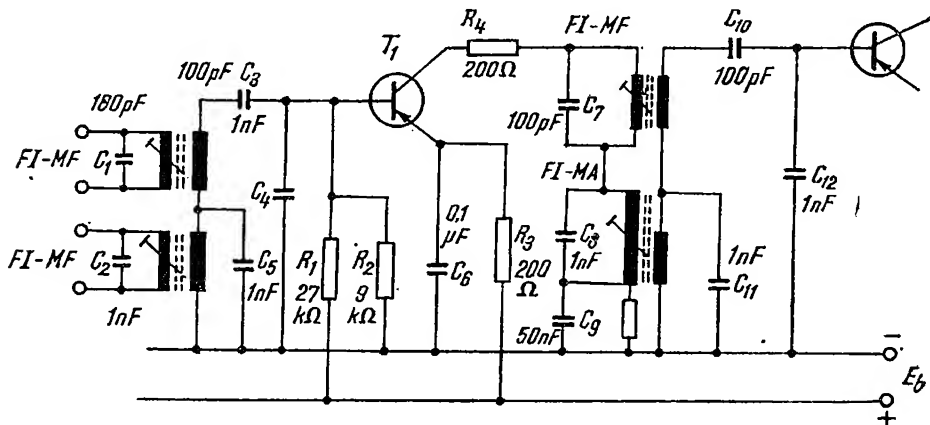 R4
200Ω
FI-MF
C10
100pF
T1
100pF C3
1nF
180pF
FI-MF
C1
C7
100pF
FI-MA
C4
C12
1nF
FI-MF
C2
1nF
C5
1nF
R1
27
kΩ
R2
9
kΩ
0,1
µF
C6
R3
200
Ω
C3
1nF
C9
50nF
1nF
C11
−
Eb
+